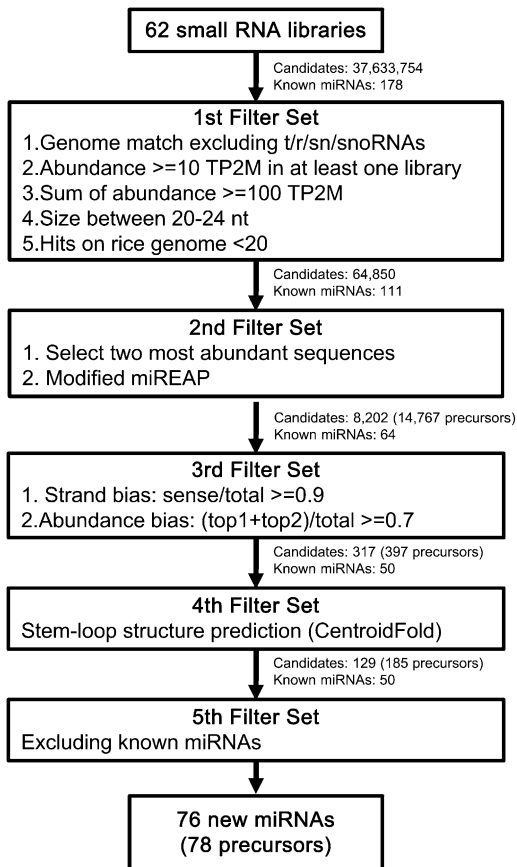 62 small RNA libraries
Candidates: 37,633,754
Known miRNAs: 178
1st Filter Set
1.Genome match excluding t/r/sn/snoRNAs
2.Abundance >=10 TP2M in at least one library
3.Sum of abundance >=100 TP2M
4.Size between 20-24 nt
5.Hits on rice genome <20
Candidates: 64,850
Known miRNAs: 111
2nd Filter Set
1. Select two most abundant sequences
2. Modified miREAP
Candidates: 8,202 (14,767 precursors)
Known miRNAs: 64
3rd Filter Set
1. Strand bias: sense/total >=0.9
2.Abundance bias: (top1+top2)/total >=0.7
Candidates: 317 (397 precursors)
Known miRNAs: 50
4th Filter Set
Stem-loop structure prediction (CentroidFold)
Candidates: 129 (185 precursors)
Known miRNAs: 50
5th Filter Set
Excluding known miRNAs
76 new miRNAs
(78 precursors)